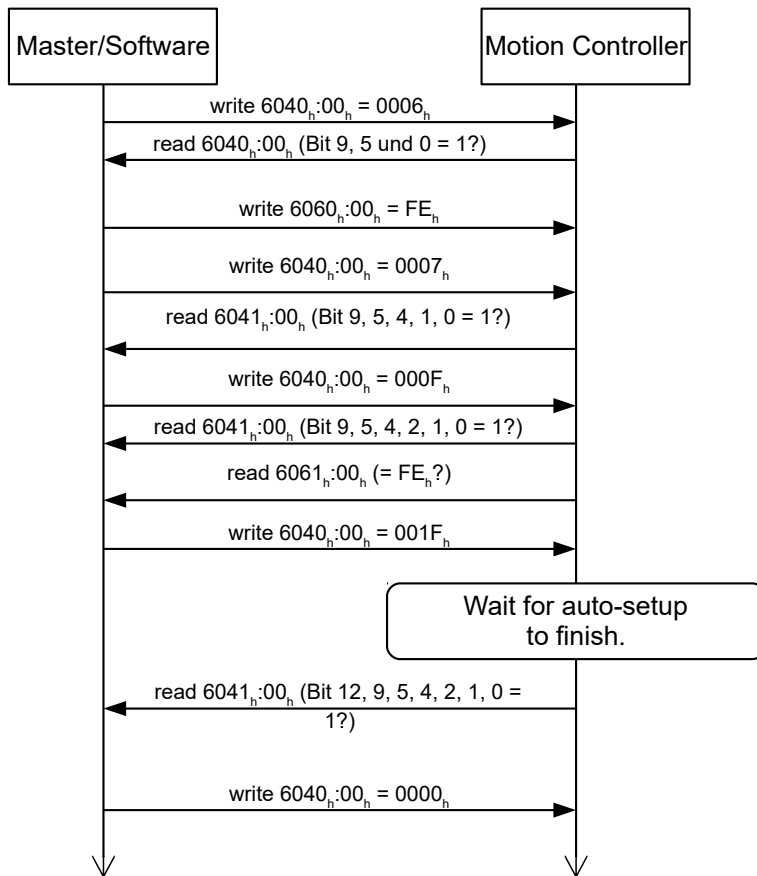 Master/Software
Motion Controller
write 6040h:00h = 0006h
read 6040h:00h (Bit 9, 5 und 0 = 1?)
write 6060h:00h = FEh
write 6040h:00h = 0007h
read 6041h:00h (Bit 9, 5, 4, 1, 0 = 1?)
write 6040h:00h = 000Fh
read 6041h:00h (Bit 9, 5, 4, 2, 1, 0 = 1?)
read 6061h:00h (= FEh?)
write 6040h:00h = 001Fh
Wait for auto-setup
to finish.
read 6041h:00h (Bit 12, 9, 5, 4, 2, 1, 0 =
1?)
write 6040h:00h = 0000h